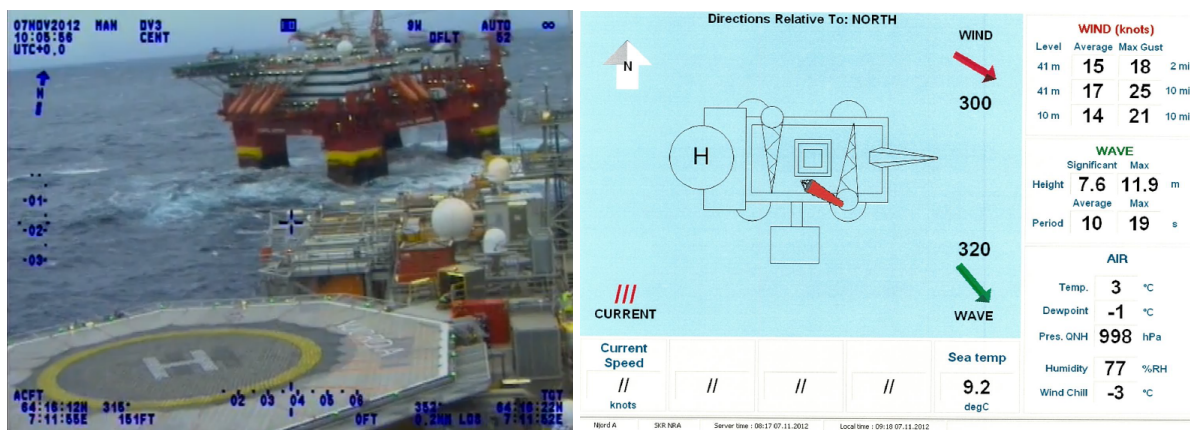 07NOV2012 MAN DV3 9W AUTO ∞
10:05:56 CENT DFLT 52
UTC+0.0
N
-01
-02
-03
H
ACFT 02 03 04 05 06 TGT
64°16'12N 315° 352° 64°16'22N
7°11'55E 151FT 0FT 0.2NM LOS 7°11'52E
Directions Relative To: NORTH
N
WIND
300
H
320
WAVE
///
CURRENT
WIND (knots)
Level Average Max Gust
41 m 15 18 2 mi
41 m 17 25 10 mi
10 m 14 21 10 mi
WAVE
Significant Max
Height 7.6 11.9 m
Average Max
Period 10 19 s
AIR
Temp. 3 °C
Dewpoint -1 °C
Pres. QNH 998 hPa
Humidity 77 %RH
Wind Chill -3 °C
Current Speed
// // // //
knots
Sea temp
9.2
degC
Njord A SKR NRA Server time : 08:17 07.11.2012 Local time : 09:18 07.11.2012